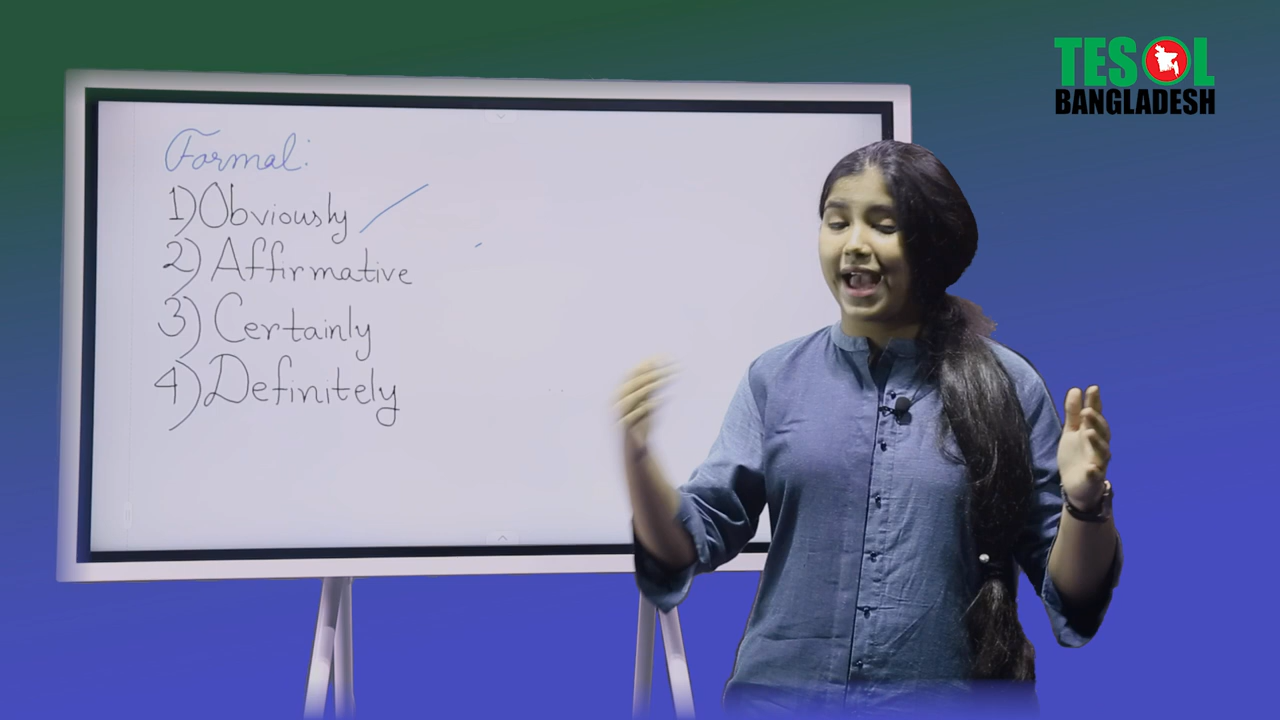 TESOL
BANGLADESH
Formal:
1) Obviously
2) Affirmative
3) Certainly
4) Definitely